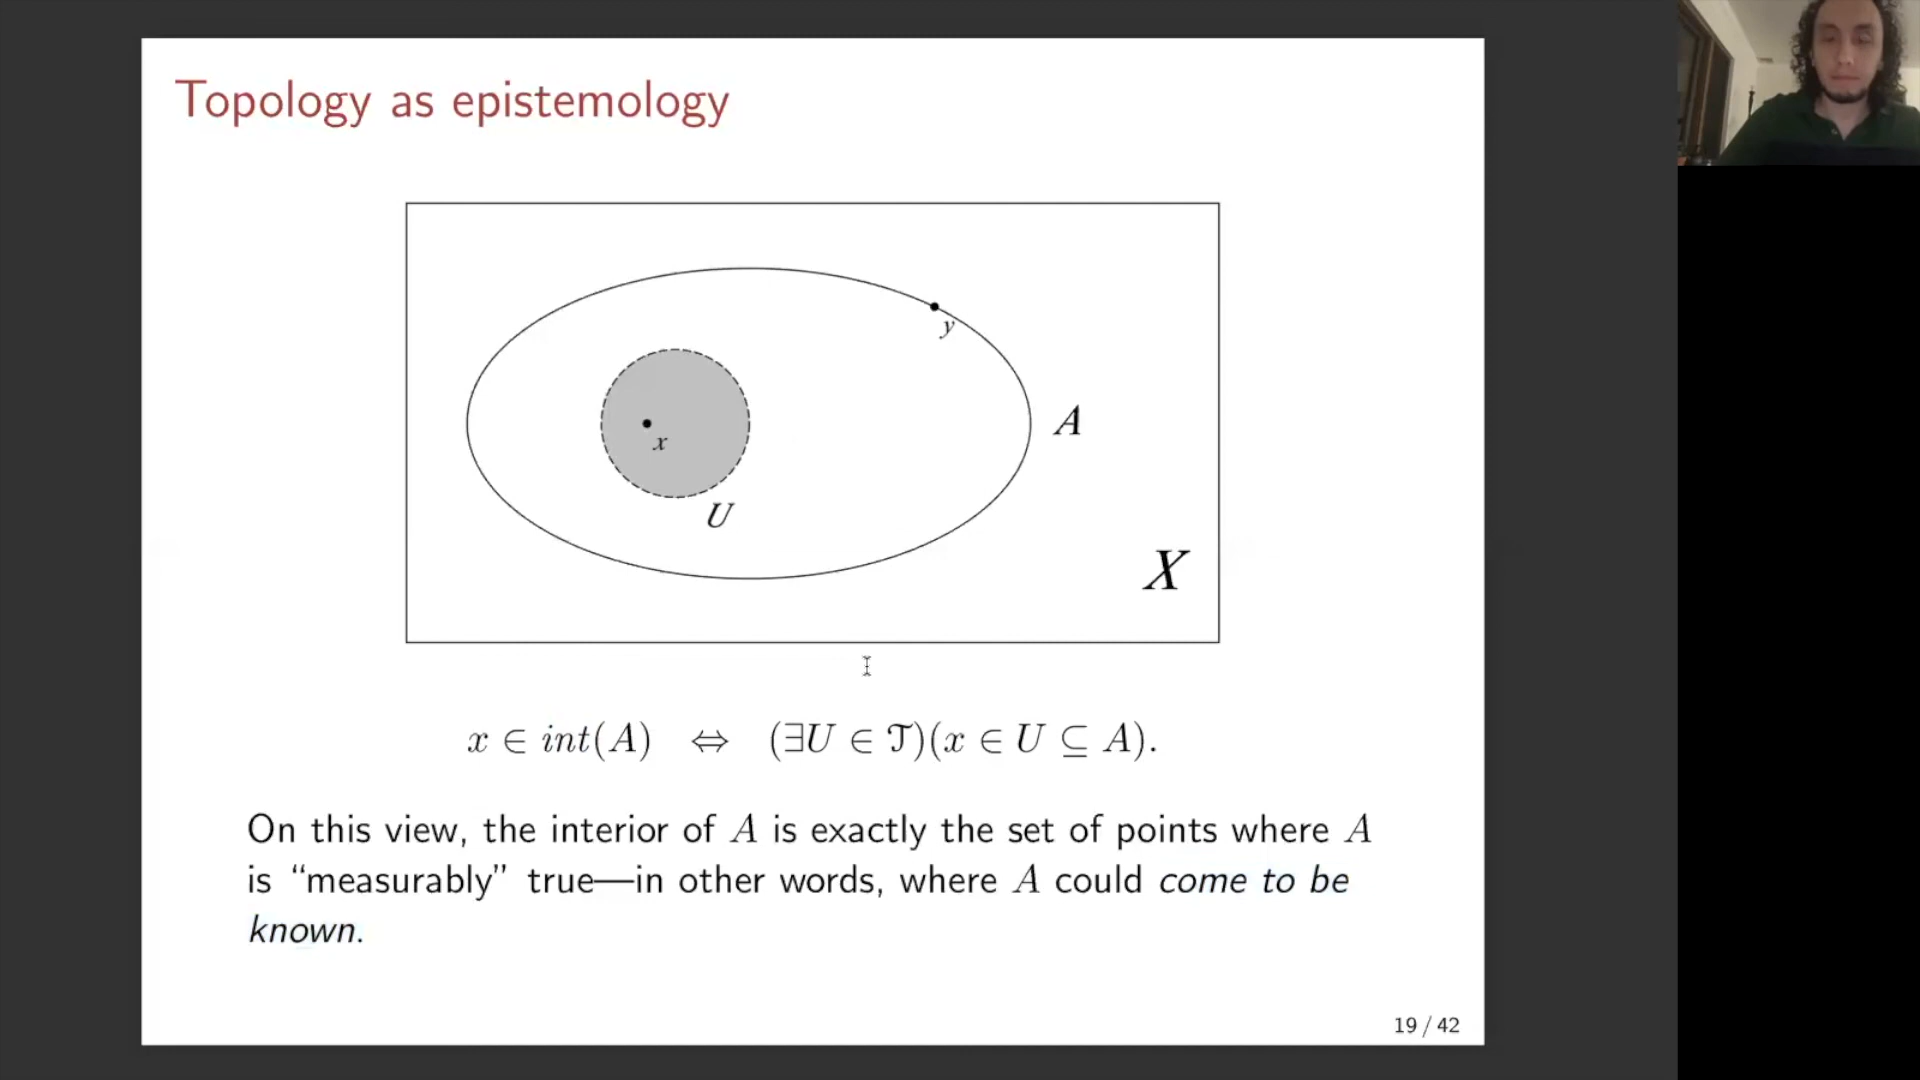 Topology as epistemology
y
A
x
U
X
x ∈ int(A) ⇔ (∃U ∈ 𝒯)(x ∈ U ⊆ A).
On this view, the interior of A is exactly the set of points where A
is “measurably” true—in other words, where A could come to be
known.
19 / 42